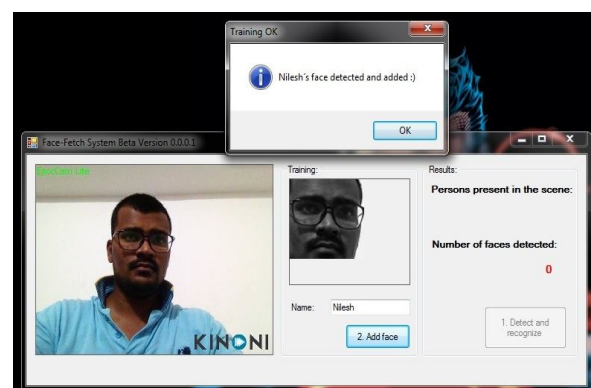 Training OK
Nilesh´s face detected and added :)
OK
Face-Fetch System Beta Version 0.0.0.1
EpocCam Lite
Training:
Name:
Nilesh
2. Add face
Results:
Persons present in the scene:
Number of faces detected:
0
1. Detect and
recognize
KINONI